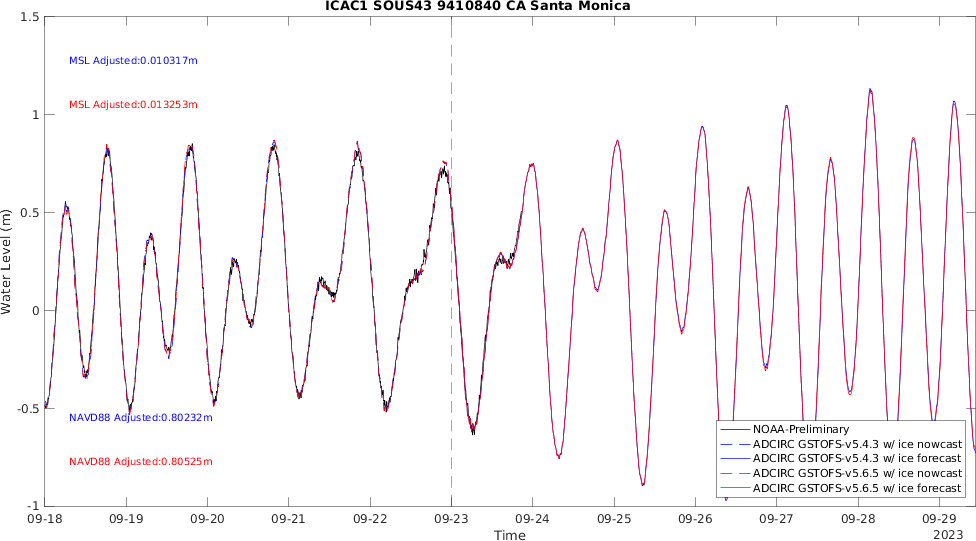 ICAC1 SOUS43 9410840 CA Santa Monica
1.5
MSL Adjusted:0.010317m
MSL Adjusted:0.013253m
1
0.5
Water Level (m)
0
-0.5
NAVD88 Adjusted:0.80232m
NAVD88 Adjusted:0.80525m
NOAA-Preliminary
ADCIRC GSTOFS-v5.4.3 w/ ice nowcast
ADCIRC GSTOFS-v5.4.3 w/ ice forecast
ADCIRC GSTOFS-v5.6.5 w/ ice nowcast
ADCIRC GSTOFS-v5.6.5 w/ ice forecast
-1
09-18 09-19 09-20 09-21 09-22 09-23 09-24 09-25 09-26 09-27 09-28 09-29
Time
2023